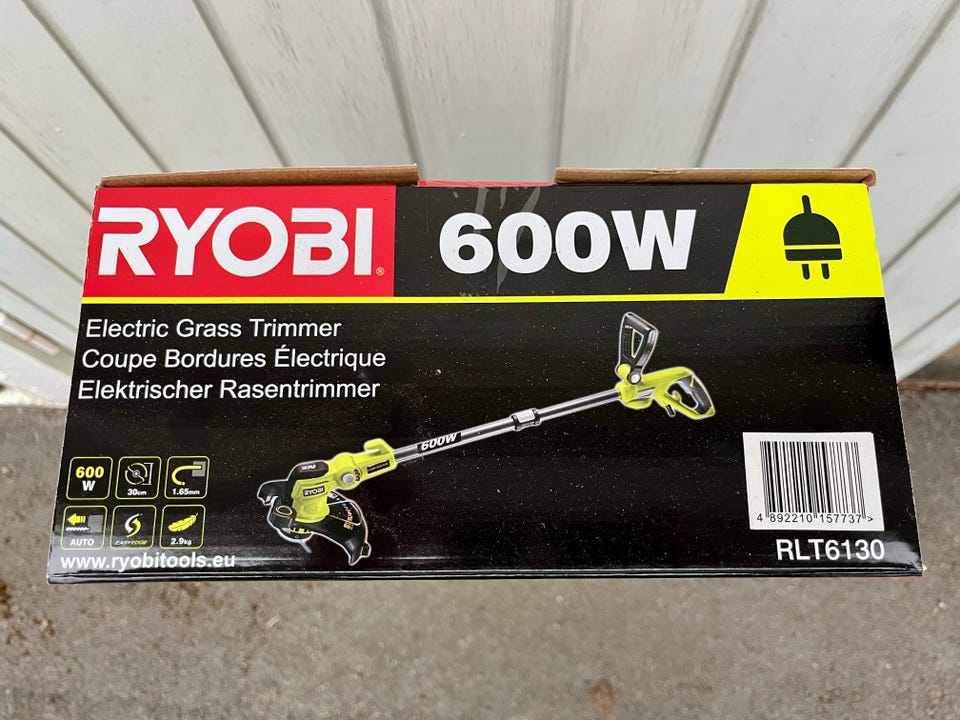 RYOBI®
600W
Electric Grass Trimmer
Coupe Bordures Électrique
Elektrischer Rasentrimmer
600W
RYOBI
600 W
30cm
1.65mm
AUTO
EASYEDGE
2.9kg
www.ryobitools.eu
4 892210 157737 >
RLT6130